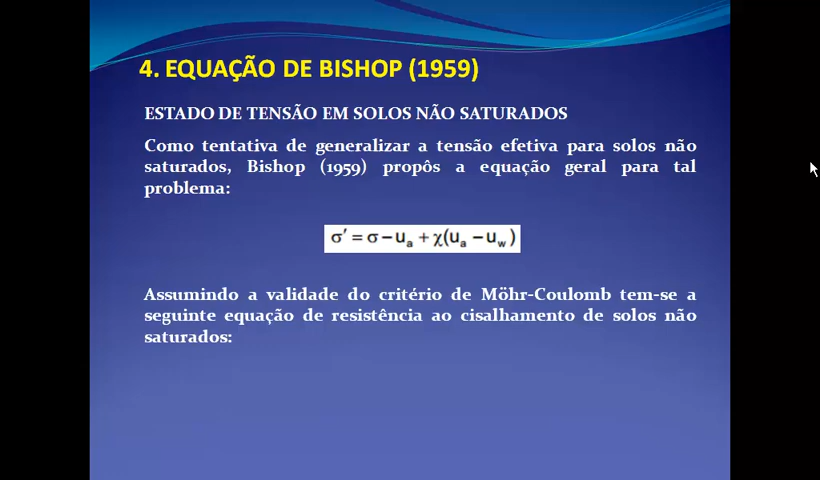 4. EQUAÇÃO DE BISHOP (1959)
ESTADO DE TENSÃO EM SOLOS NÃO SATURADOS
Como tentativa de generalizar a tensão efetiva para solos não
saturados, Bishop (1959) propôs a equação geral para tal
problema:
σ′ = σ − uₐ + χ(uₐ − u_w)
Assumindo a validade do critério de Möhr-Coulomb tem-se a
seguinte equação de resistência ao cisalhamento de solos não
saturados: